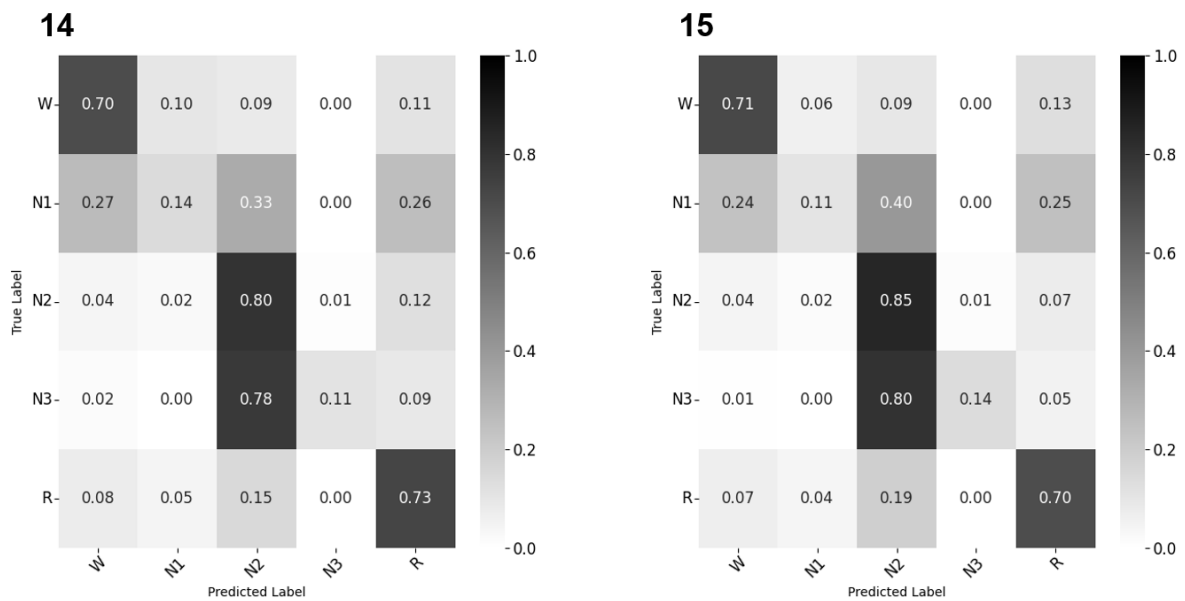 14
15
W 0.70 0.10 0.09 0.00 0.11
N1 0.27 0.14 0.33 0.00 0.26
N2 0.04 0.02 0.80 0.01 0.12
N3 0.02 0.00 0.78 0.11 0.09
R 0.08 0.05 0.15 0.00 0.73
W N1 N2 N3 R
Predicted Label
True Label
1.0
0.8
0.6
0.4
0.2
0.0
W 0.71 0.06 0.09 0.00 0.13
N1 0.24 0.11 0.40 0.00 0.25
N2 0.04 0.02 0.85 0.01 0.07
N3 0.01 0.00 0.80 0.14 0.05
R 0.07 0.04 0.19 0.00 0.70
W N1 N2 N3 R
Predicted Label
True Label
1.0
0.8
0.6
0.4
0.2
0.0